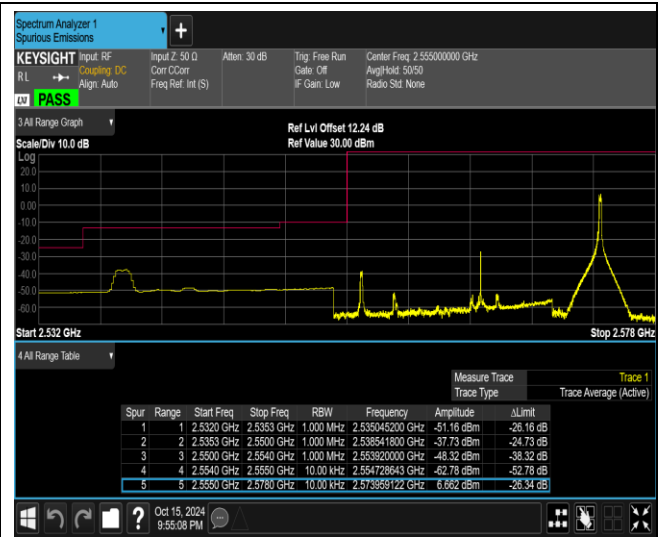 Spectrum Analyzer 1
Spurious Emissions
+
KEYSIGHT Input: RF Input Z: 50 Ω Atten: 30 dB Trig: Free Run Center Freq: 2.555000000 GHz
RL Coupling: DC Corr CCorr Gate: Off Avg|Hold: 50/50
Align: Auto Freq Ref: Int (S) IF Gain: Low Radio Std: None
LXI PASS
3 All Range Graph
Ref Lvl Offset 12.24 dB
Scale/Div 10.0 dB Ref Value 30.00 dBm
Log
20.0
10.0
0.00
-10.0
-20.0
-30.0
-40.0
-50.0
-60.0
Start 2.532 GHz Stop 2.578 GHz
4 All Range Table
Measure Trace Trace 1
Trace Type Trace Average (Active)
Spur Range Start Freq Stop Freq RBW Frequency Amplitude ΔLimit
1 1 2.5320 GHz 2.5353 GHz 1.000 MHz 2.535045200 GHz -51.16 dBm -26.16 dB
2 2 2.5353 GHz 2.5500 GHz 1.000 MHz 2.538541800 GHz -37.73 dBm -24.73 dB
3 3 2.5500 GHz 2.5540 GHz 1.000 MHz 2.553920000 GHz -48.32 dBm -38.32 dB
4 4 2.5540 GHz 2.5550 GHz 10.00 kHz 2.554728643 GHz -62.78 dBm -52.78 dB
5 5 2.5550 GHz 2.5780 GHz 10.00 kHz 2.573959122 GHz 6.662 dBm -26.34 dB
? Oct 15, 2024
9:55:08 PM